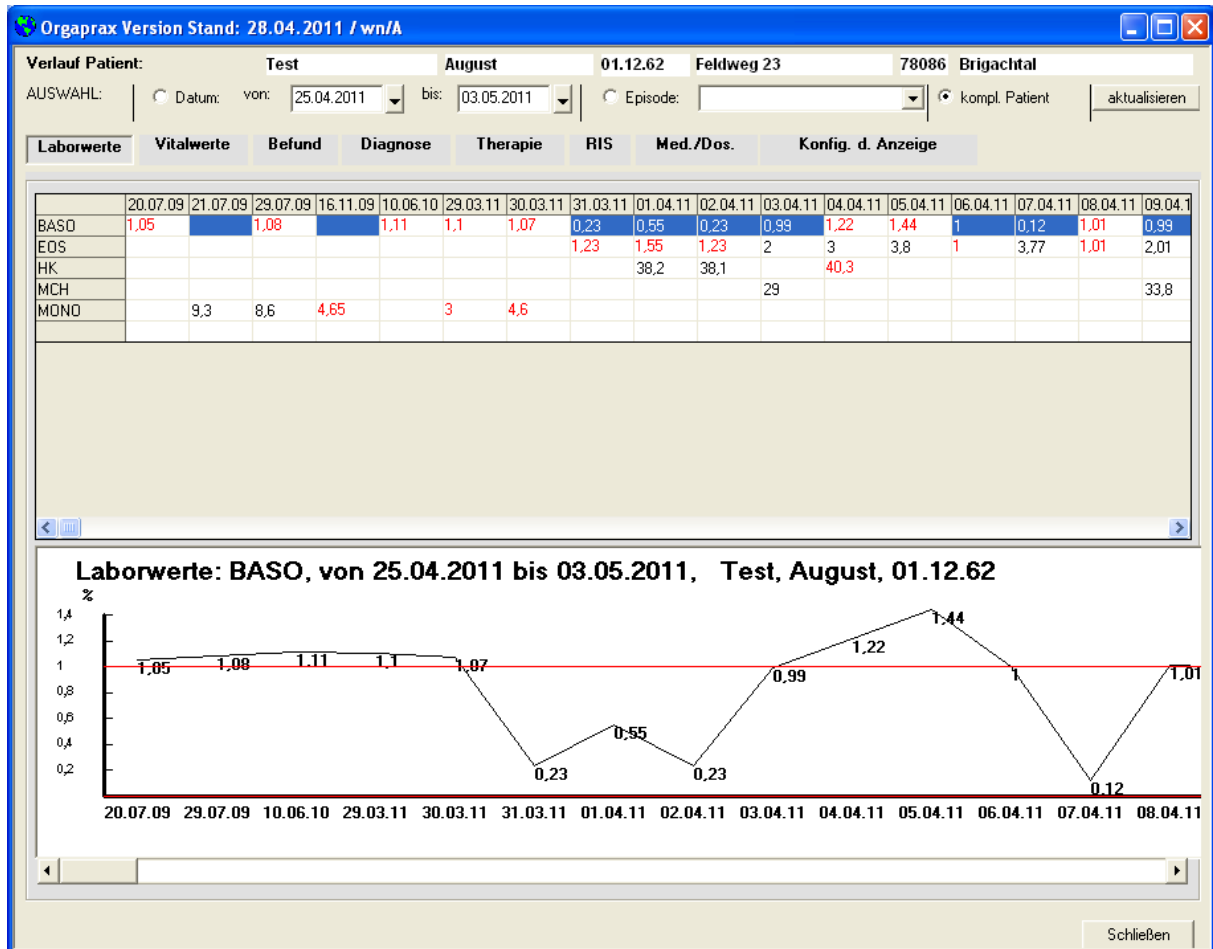 Orgaprax Version Stand: 28.04.2011 / wn/A
Verlauf Patient: Test August 01.12.62 Feldweg 23 78086 Brigachtal
AUSWAHL: Datum: von: 25.04.2011 bis: 03.05.2011 Episode: kompl. Patient aktualisieren
Laborwerte Vitalwerte Befund Diagnose Therapie RIS Med./Dos. Konfig. d. Anzeige
20.07.09 21.07.09 29.07.09 16.11.09 10.06.10 29.03.11 30.03.11 31.03.11 01.04.11 02.04.11 03.04.11 04.04.11 05.04.11 06.04.11 07.04.11 08.04.11 09.04.1
BASO 1,05 1,08 1,11 1,1 1,07 0,23 0,55 0,23 0,99 1,22 1,44 1 0,12 1,01 0,99
EOS 1,23 1,55 1,23 2 3 3,8 1 3,77 1,01 2,01
HK 38,2 38,1 40,3
MCH 29 33,8
MONO 9,3 8,6 4,65 3 4,6
Laborwerte: BASO, von 25.04.2011 bis 03.05.2011, Test, August, 01.12.62
%
1,4
1,44
1,2
1,22
1
1,05 1,08 1,11 1,1 1,07 0,99 1 1,01
0,8
0,6
0,55
0,4
0,2
0,23 0,23
0,12
20.07.09 29.07.09 10.06.10 29.03.11 30.03.11 31.03.11 01.04.11 02.04.11 03.04.11 04.04.11 05.04.11 06.04.11 07.04.11 08.04.11
Schließen